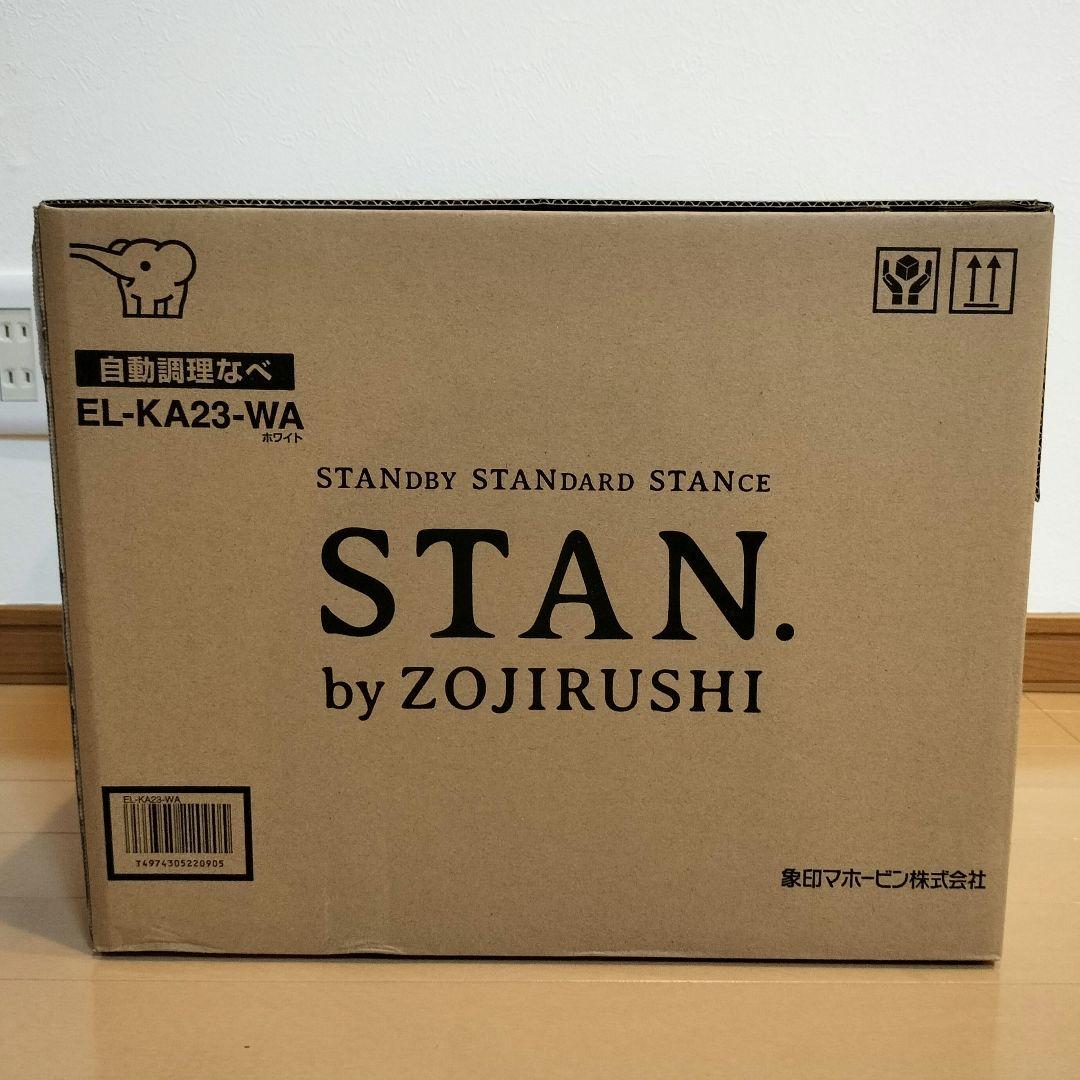 自動調理なべ
EL-KA23-WA
ホワイト
STANDBY STANDARD STANCE
STAN.
by ZOJIRUSHI
EL-KA23-WA
T4974305220905
象印マホービン株式会社